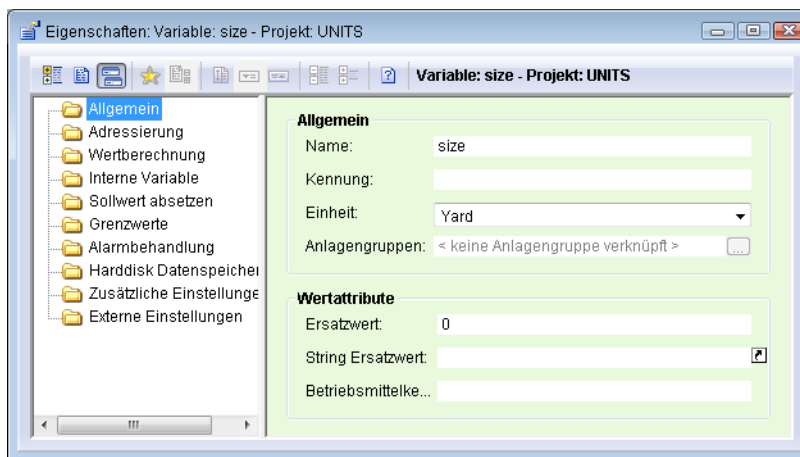 Eigenschaften: Variable: size - Projekt: UNITS
Variable: size - Projekt: UNITS
Allgemein
Adressierung
Wertberechnung
Interne Variable
Sollwert absetzen
Grenzwerte
Alarmbehandlung
Harddisk Datenspeicher
Zusätzliche Einstellunge
Externe Einstellungen
Allgemein
Name: size
Kennung:
Einheit: Yard
Anlagengruppen: < keine Anlagengruppe verknüpft > ...
Wertattribute
Ersatzwert: 0
String Ersatzwert:
Betriebsmittelke...